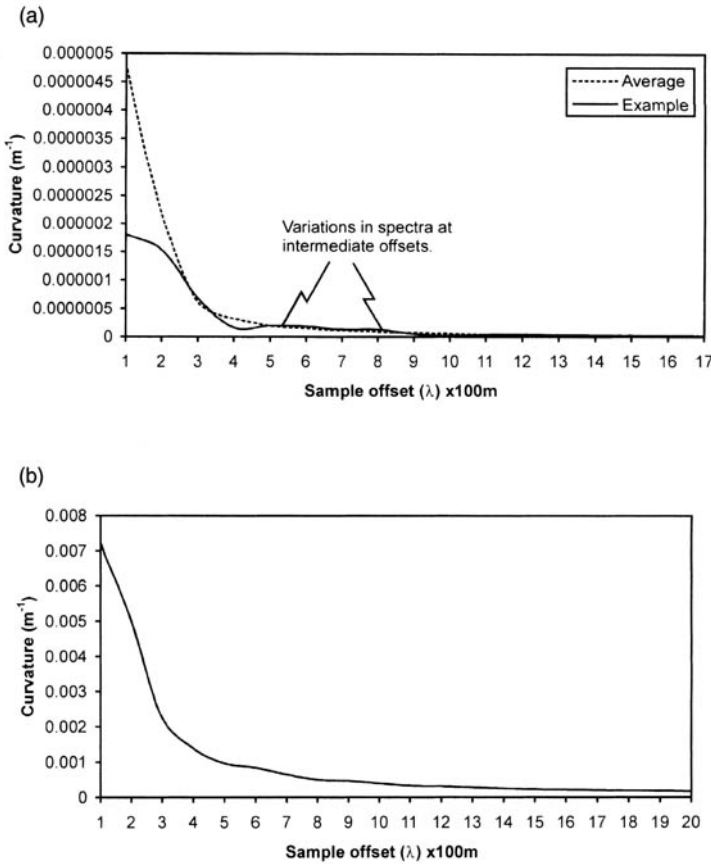 (a)
0.000005
0.0000045
0.000004
0.0000035
0.000003
0.0000025
0.000002
0.0000015
0.000001
0.0000005
0
Curvature (m⁻¹)
Average
Example
Variations in spectra at
intermediate offsets.
1 2 3 4 5 6 7 8 9 10 11 12 13 14 15 16 17
Sample offset (λ) x100m
(b)
0.008
0.007
0.006
0.005
0.004
0.003
0.002
0.001
0
Curvature (m⁻¹)
1 2 3 4 5 6 7 8 9 10 11 12 13 14 15 16 17 18 19 20
Sample offset (λ) x100m